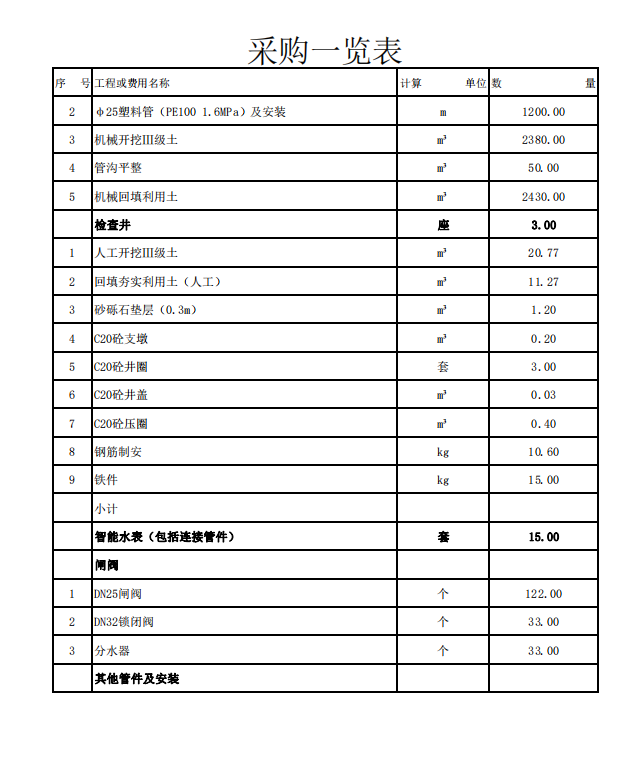 采购一览表
序 号 工程或费用名称 计算 单位 数 量
2 φ25塑料管（PE100 1.6MPa）及安装 m 1200.00
3 机械开挖Ⅲ级土 m³ 2380.00
4 管沟平整 m³ 50.00
5 机械回填利用土 m³ 2430.00
检查井 座 3.00
1 人工开挖Ⅲ级土 m³ 20.77
2 回填夯实利用土（人工） m³ 11.27
3 砂砾石垫层（0.3m） m³ 1.20
4 C20砼支墩 m³ 0.20
5 C20砼井圈 套 3.00
6 C20砼井盖 m³ 0.03
7 C20砼压圈 m³ 0.40
8 钢筋制安 kg 10.60
9 铁件 kg 15.00
小计
智能水表（包括连接管件） 套 15.00
闸阀
1 DN25闸阀 个 122.00
2 DN32锁闭阀 个 33.00
3 分水器 个 33.00
其他管件及安装